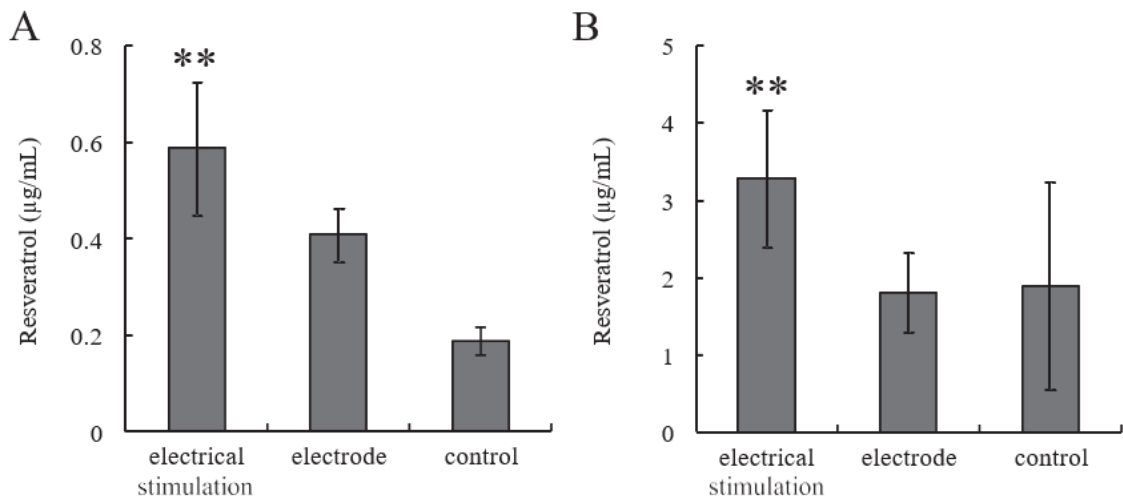 A
Resveratrol (μg/mL)
0.8
0.6
0.4
0.2
0
**
electrical
stimulation
electrode
control
B
Resveratrol (μg/mL)
5
4
3
2
1
0
**
electrical
stimulation
electrode
control